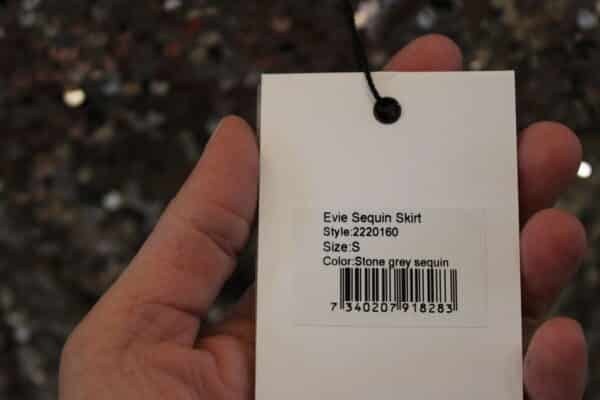 Evie Sequin Skirt
Style:2220160
Size:S
Color:Stone grey sequin
7 340207 918283